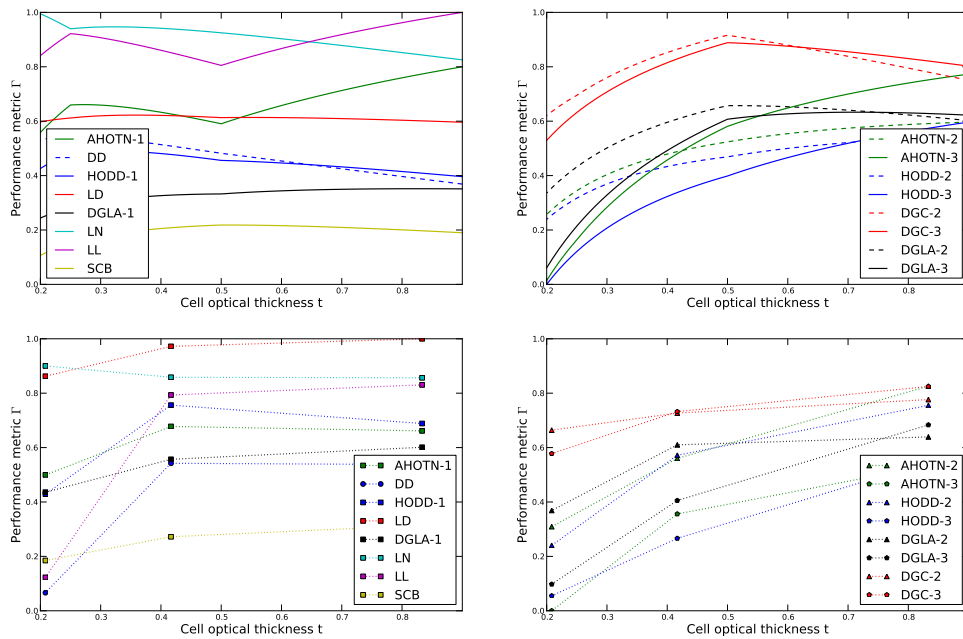 1.0
0.8
0.6
0.4
0.2
0.0
Performance metric Γ
AHOTN-1
DD
HODD-1
LD
DGLA-1
LN
LL
SCB
0.2 0.3 0.4 0.5 0.6 0.7 0.8
Cell optical thickness t
1.0
0.8
0.6
0.4
0.2
0.0
Performance metric Γ
AHOTN-2
AHOTN-3
HODD-2
HODD-3
DGC-2
DGC-3
DGLA-2
DGLA-3
0.2 0.3 0.4 0.5 0.6 0.7 0.8
Cell optical thickness t
1.0
0.8
0.6
0.4
0.2
0.0
Performance metric Γ
AHOTN-1
DD
HODD-1
LD
DGLA-1
LN
LL
SCB
0.2 0.3 0.4 0.5 0.6 0.7 0.8
Cell optical thickness t
1.0
0.8
0.6
0.4
0.2
0.0
Performance metric Γ
AHOTN-2
AHOTN-3
HODD-2
HODD-3
DGLA-2
DGLA-3
DGC-2
DGC-3
0.2 0.3 0.4 0.5 0.6 0.7 0.8
Cell optical thickness t